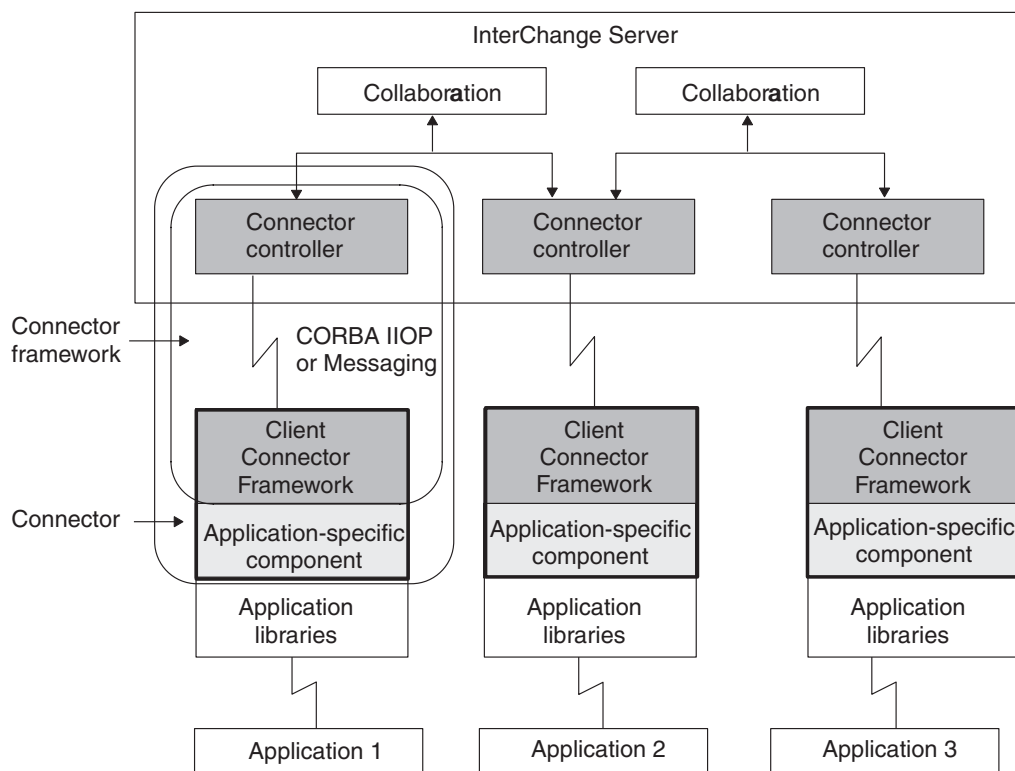 InterChange Server
Collaboration
Collaboration
Connector
controller
Connector
controller
Connector
controller
Connector
framework
CORBA IIOP
or Messaging
Client
Connector
Framework
Client
Connector
Framework
Client
Connector
Framework
Connector
Application-specific
component
Application-specific
component
Application-specific
component
Application
libraries
Application
libraries
Application
libraries
Application 1
Application 2
Application 3